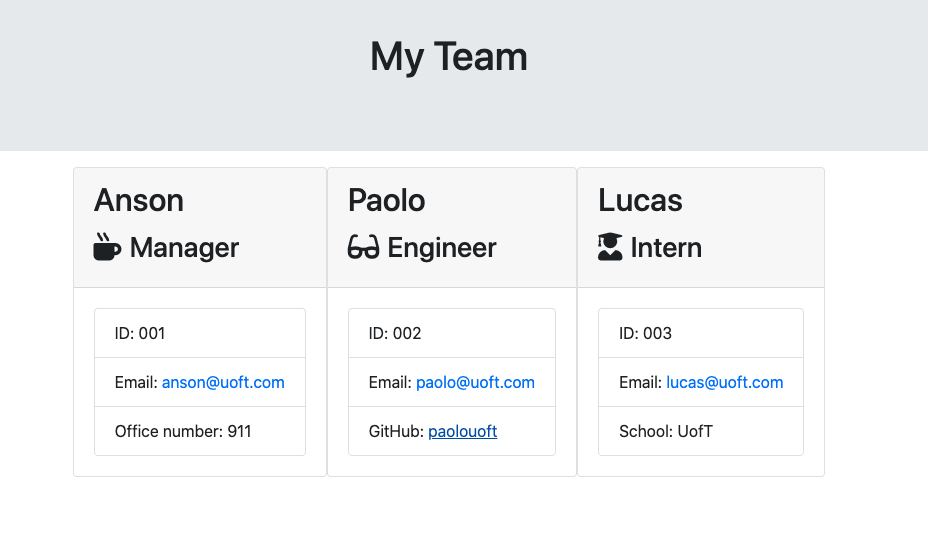 My Team
Anson
Manager
ID: 001
Email: anson@uoft.com
Office number: 911
Paolo
Engineer
ID: 002
Email: paolo@uoft.com
GitHub: paolouoft
Lucas
Intern
ID: 003
Email: lucas@uoft.com
School: UofT